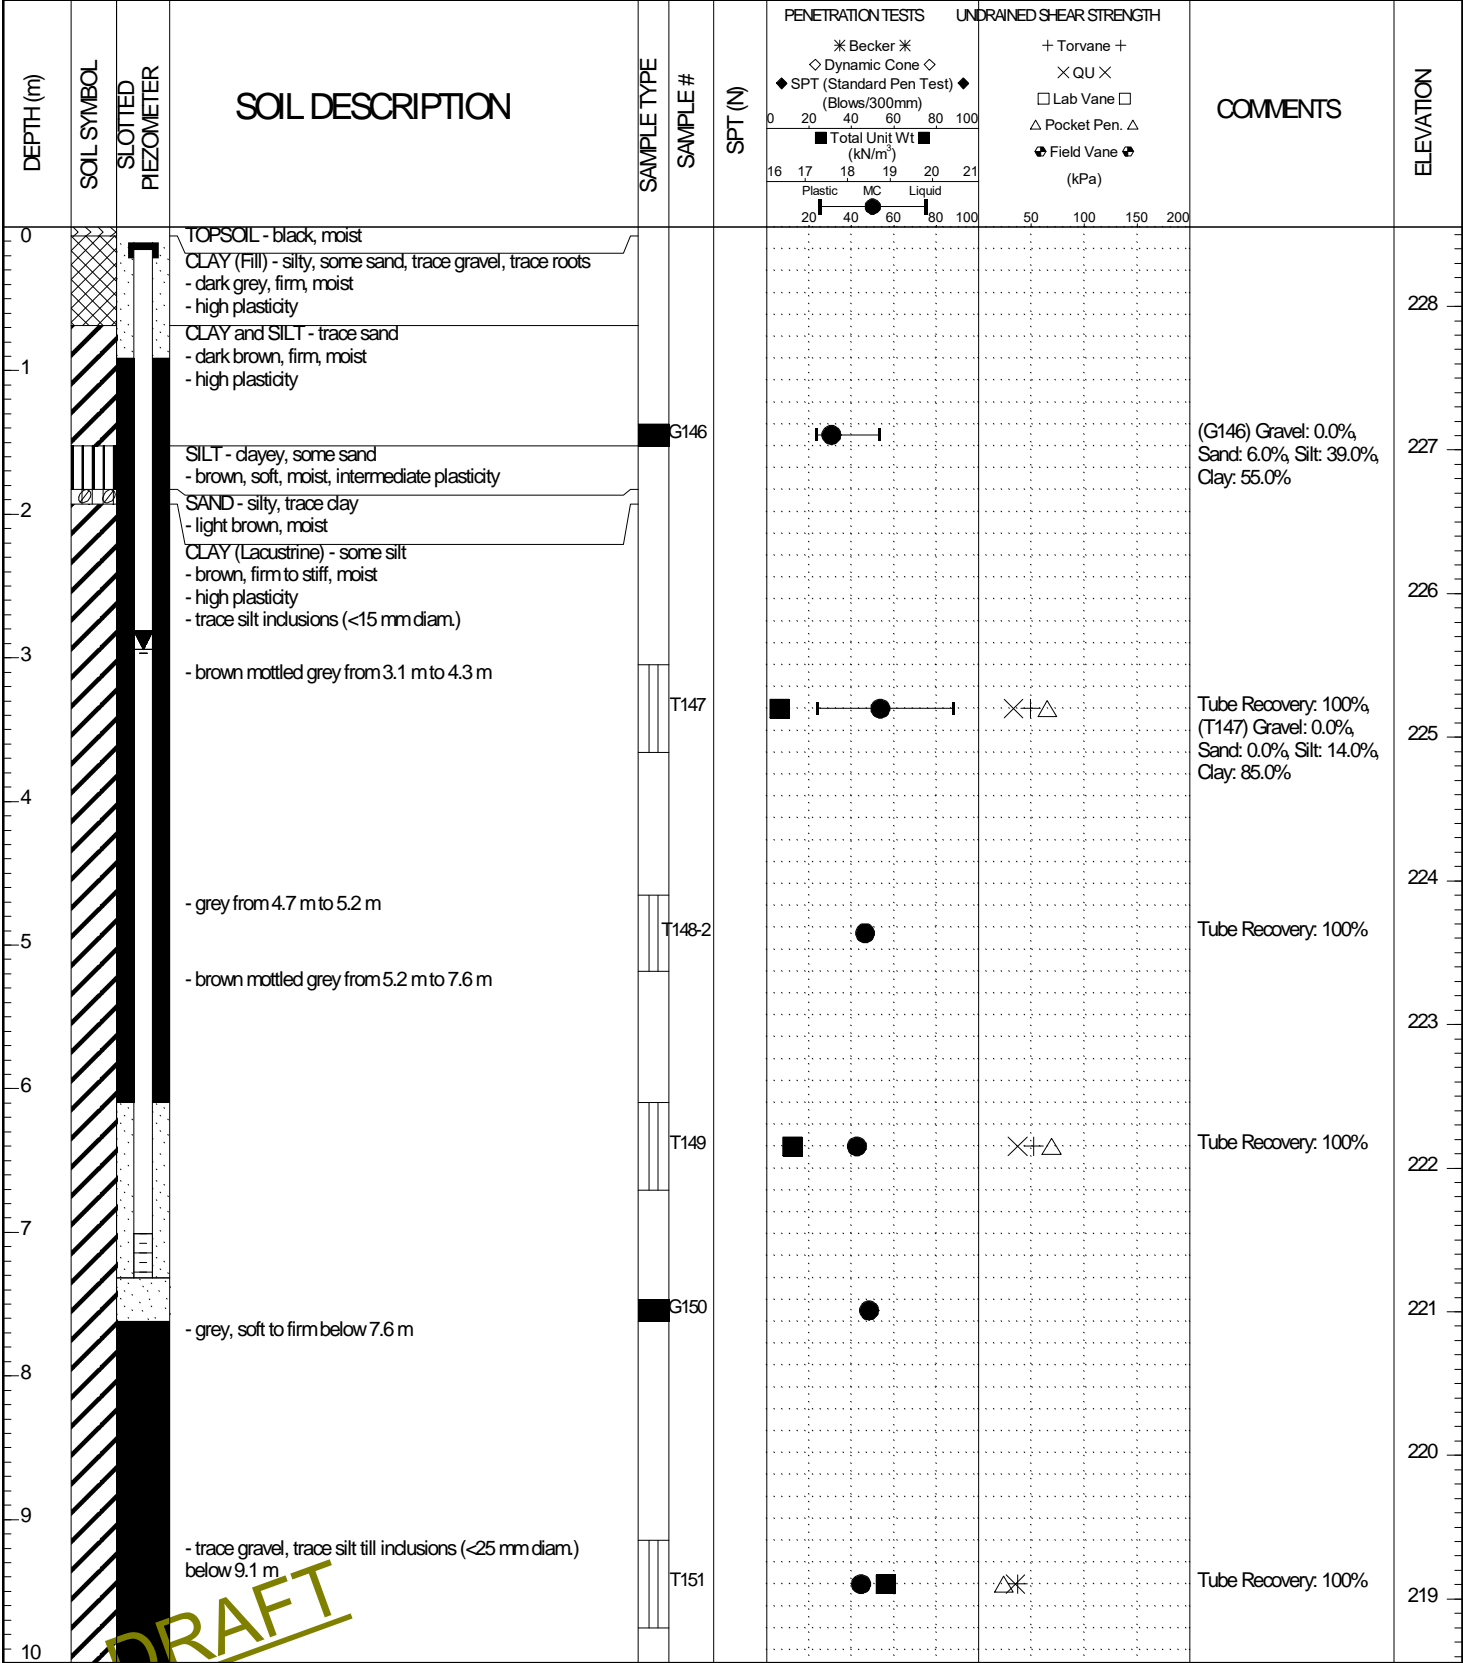 DEPTH (m)
SOIL SYMBOL
SLOTTED
PIEZOMETER
SOIL DESCRIPTION
SAMPLE TYPE
SAMPLE #
SPT (N)
PENETRATION TESTS
✳ Becker ✳
◇ Dynamic Cone ◇
◆ SPT (Standard Pen Test) ◆
(Blows/300mm)
0 20 40 60 80 100
■ Total Unit Wt ■
(kN/m³)
16 17 18 19 20 21
Plastic MC Liquid
20 40 60 80 100
UNDRAINED SHEAR STRENGTH
+ Torvane +
× QU ×
□ Lab Vane □
△ Pocket Pen. △
Field Vane
(kPa)
50 100 150 200
COMMENTS
ELEVATION
0
TOPSOIL - black, moist
CLAY (Fill) - silty, some sand, trace gravel, trace roots
- dark grey, firm, moist
- high plasticity
228
CLAY and SILT - trace sand
- dark brown, firm, moist
1
- high plasticity
G146
(G146) Gravel: 0.0%,
Sand: 6.0%, Silt: 39.0%,
Clay: 55.0%
227
SILT - clayey, some sand
- brown, soft, moist, intermediate plasticity
SAND - silty, trace clay
2
- light brown, moist
CLAY (Lacustrine) - some silt
- brown, firm to stiff, moist
- high plasticity
- trace silt inclusions (<15 mm diam.)
226
3
- brown mottled grey from 3.1 m to 4.3 m
T147
Tube Recovery: 100%,
(T147) Gravel: 0.0%,
Sand: 0.0%, Silt: 14.0%,
Clay: 85.0%
225
4
224
- grey from 4.7 m to 5.2 m
T148-2
Tube Recovery: 100%
5
- brown mottled grey from 5.2 m to 7.6 m
223
6
T149
Tube Recovery: 100%
222
7
G150
221
- grey, soft to firm below 7.6 m
8
220
9
- trace gravel, trace silt till inclusions (<25 mm diam.)
below 9.1 m
T151
Tube Recovery: 100%
219
10
DRAFT